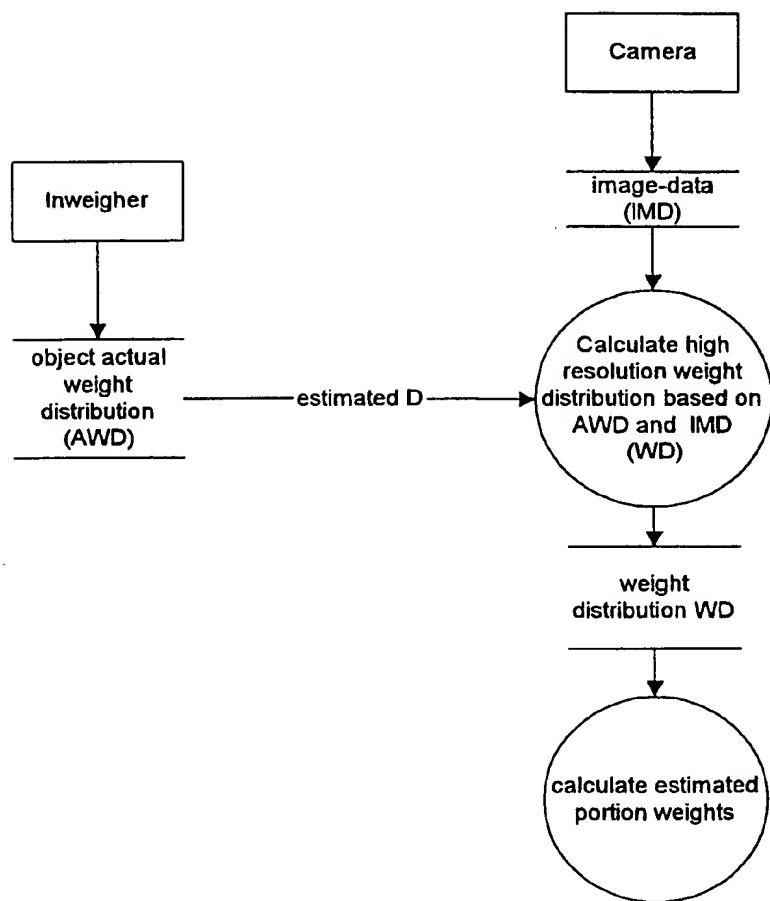 Camera
image-data
(IMD)
Inweigher
object actual
weight
distribution
(AWD)
estimated D
Calculate high
resolution weight
distribution based on
AWD and IMD
(WD)
weight
distribution WD
calculate estimated
portion weights